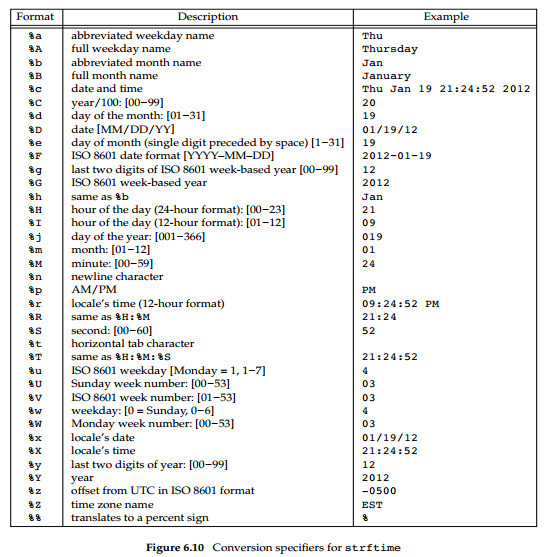 Format Description Example
%a abbreviated weekday name Thu
%A full weekday name Thursday
%b abbreviated month name Jan
%B full month name January
%c date and time Thu Jan 19 21:24:52 2012
%C year/100: [00–99] 20
%d day of the month: [01–31] 19
%D date [MM/DD/YY] 01/19/12
%e day of month (single digit preceded by space) [1–31] 19
%F ISO 8601 date format [YYYY–MM–DD] 2012-01-19
%g last two digits of ISO 8601 week-based year [00–99] 12
%G ISO 8601 week-based year 2012
%h same as %b Jan
%H hour of the day (24-hour format): [00–23] 21
%I hour of the day (12-hour format): [01–12] 09
%j day of the year: [001–366] 019
%m month: [01–12] 01
%M minute: [00–59] 24
%n newline character
%p AM/PM PM
%r locale's time (12-hour format) 09:24:52 PM
%R same as %H:%M 21:24
%S second: [00–60] 52
%t horizontal tab character
%T same as %H:%M:%S 21:24:52
%u ISO 8601 weekday [Monday = 1, 1–7] 4
%U Sunday week number: [00–53] 03
%V ISO 8601 week number: [01–53] 03
%w weekday: [0 = Sunday, 0–6] 4
%W Monday week number: [00–53] 03
%x locale's date 01/19/12
%X locale's time 21:24:52
%y last two digits of year: [00–99] 12
%Y year 2012
%z offset from UTC in ISO 8601 format -0500
%Z time zone name EST
%% translates to a percent sign %
Figure 6.10 Conversion specifiers for strftime